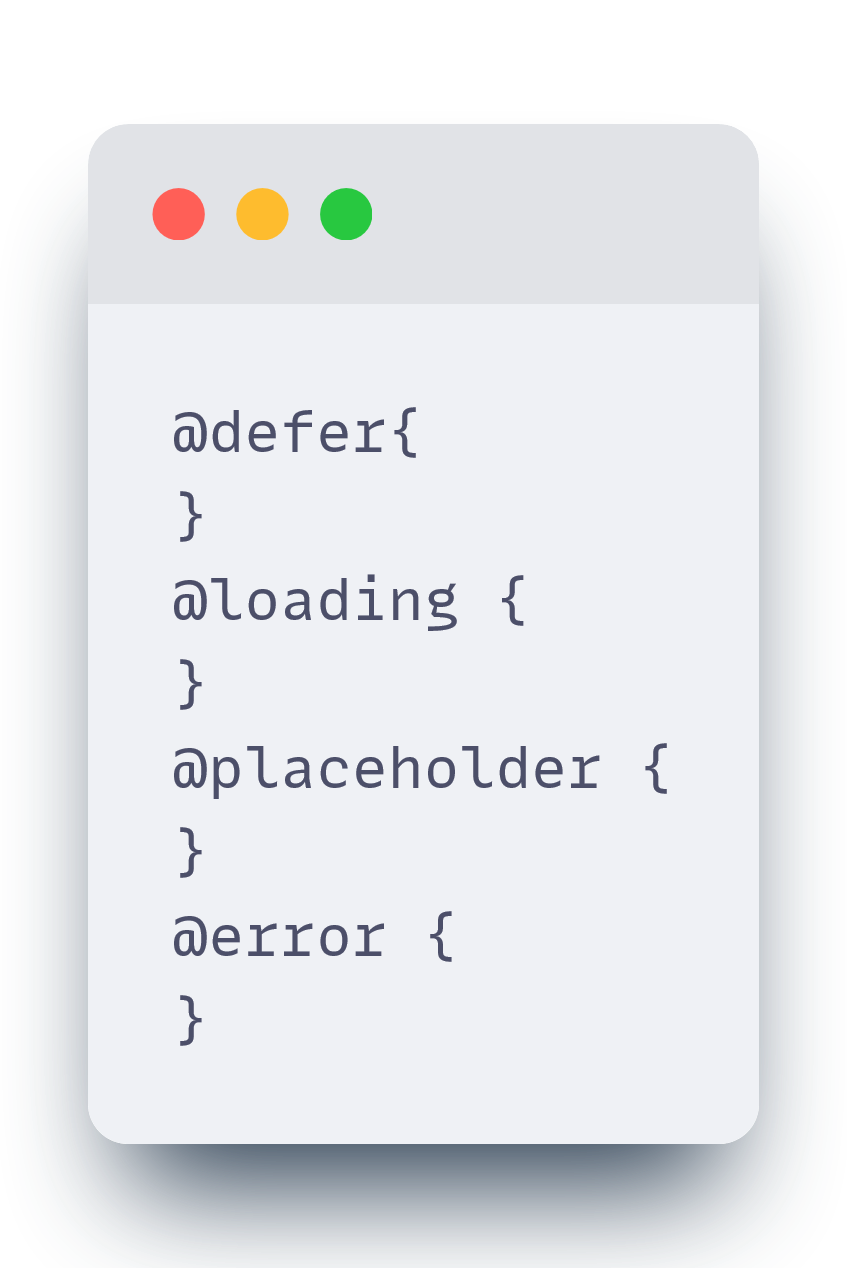 @defer{
}
@loading {
}
@placeholder {
}
@error {
}